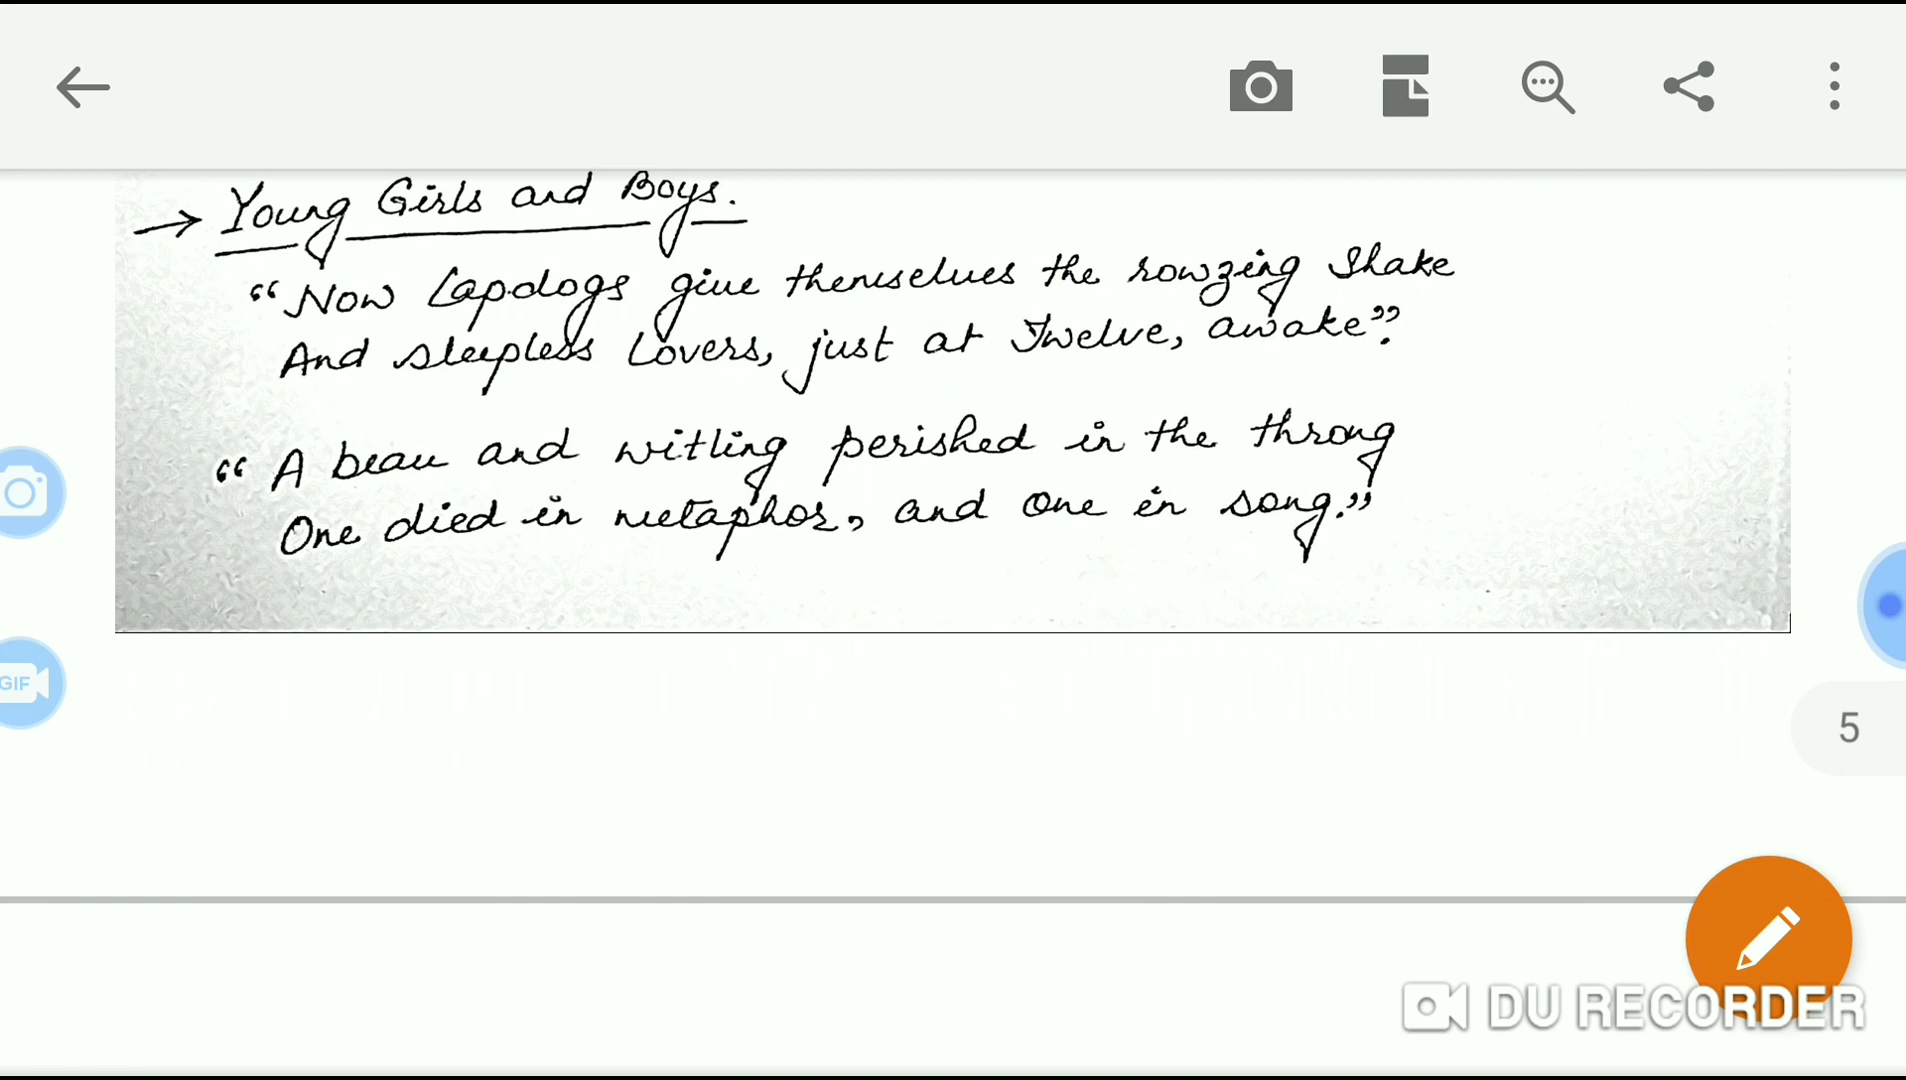 → Young Girls and Boys.
“Now Lapdogs give themselves the rowzing Shake
And sleepless Lovers, just at Twelve, awake”.
“A beau and witling perished in the throng
One died in metaphor, and one in song.”
GIF
5
DU RECORDER